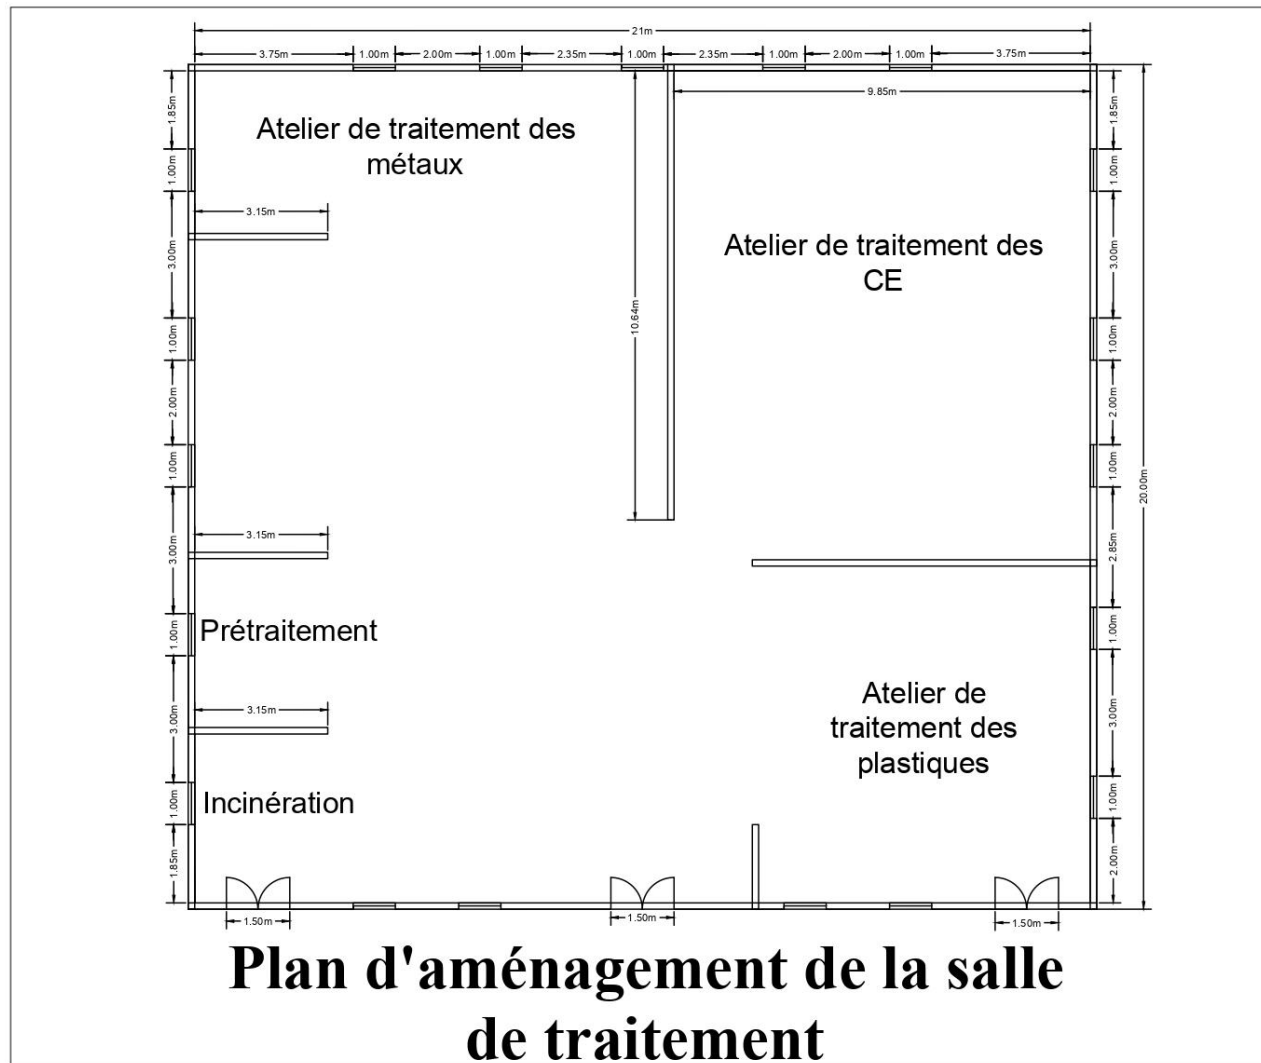 21m
3.75m 1.00m 2.00m 1.00m 2.35m 1.00m 2.35m 1.00m 2.00m 1.00m 3.75m
9.85m
1.85m
1.00m
3.00m
1.00m
2.00m
1.00m
3.00m
1.00m
3.00m
1.00m
1.85m
Atelier de traitement des
métaux
3.15m
10.64m
Atelier de traitement des
CE
3.15m
Prétraitement
3.15m
Incinération
Atelier de
traitement des
plastiques
1.85m
1.00m
3.00m
1.00m
2.00m
1.00m
2.85m
1.00m
3.00m
1.00m
2.00m
20.00m
1.50m 1.50m 1.50m
Plan d'aménagement de la salle
de traitement